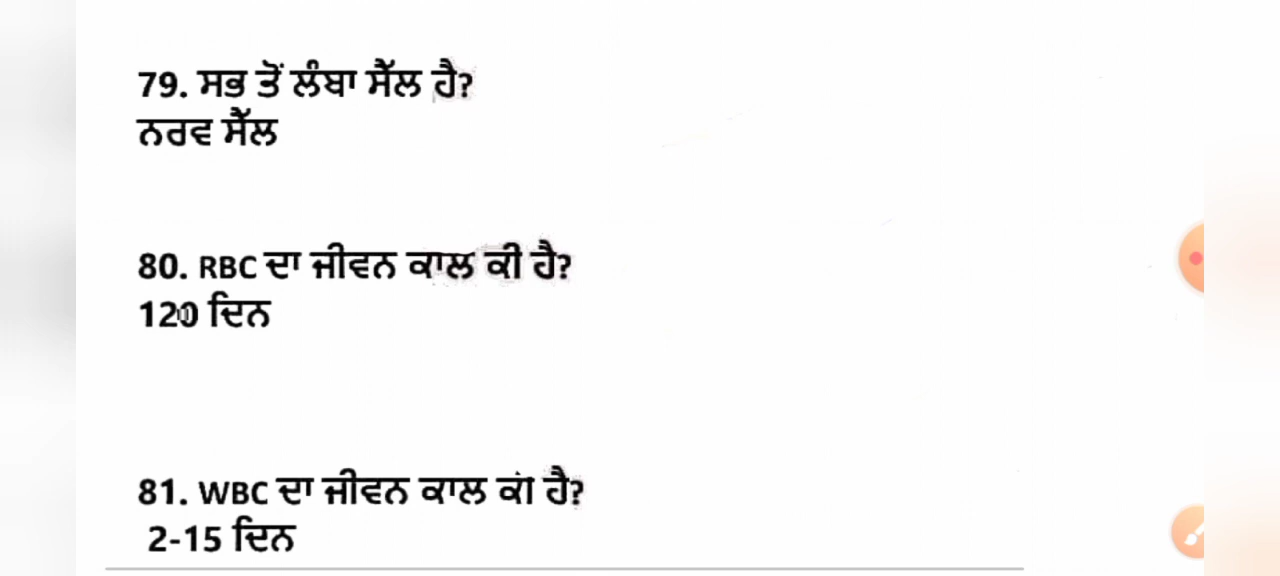 79. ਸਭ ਤੋਂ ਲੰਬਾ ਸੈੱਲ ਹੈ?
ਨਰਵ ਸੈੱਲ
80. RBC ਦਾ ਜੀਵਨ ਕਾਲ ਕੀ ਹੈ?
120 ਦਿਨ
81. WBC ਦਾ ਜੀਵਨ ਕਾਲ ਕੀ ਹੈ?
2-15 ਦਿਨ